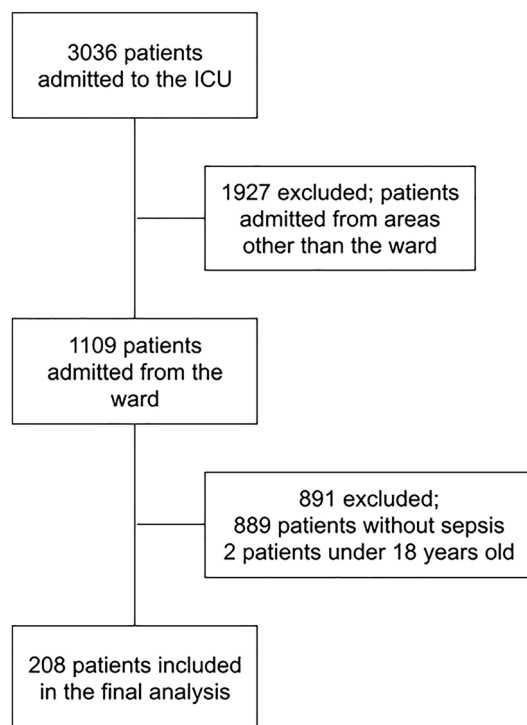 3036 patients
admitted to the ICU
1927 excluded; patients
admitted from areas
other than the ward
1109 patients
admitted from the
ward
891 excluded;
889 patients without sepsis
2 patients under 18 years old
208 patients included
in the final analysis